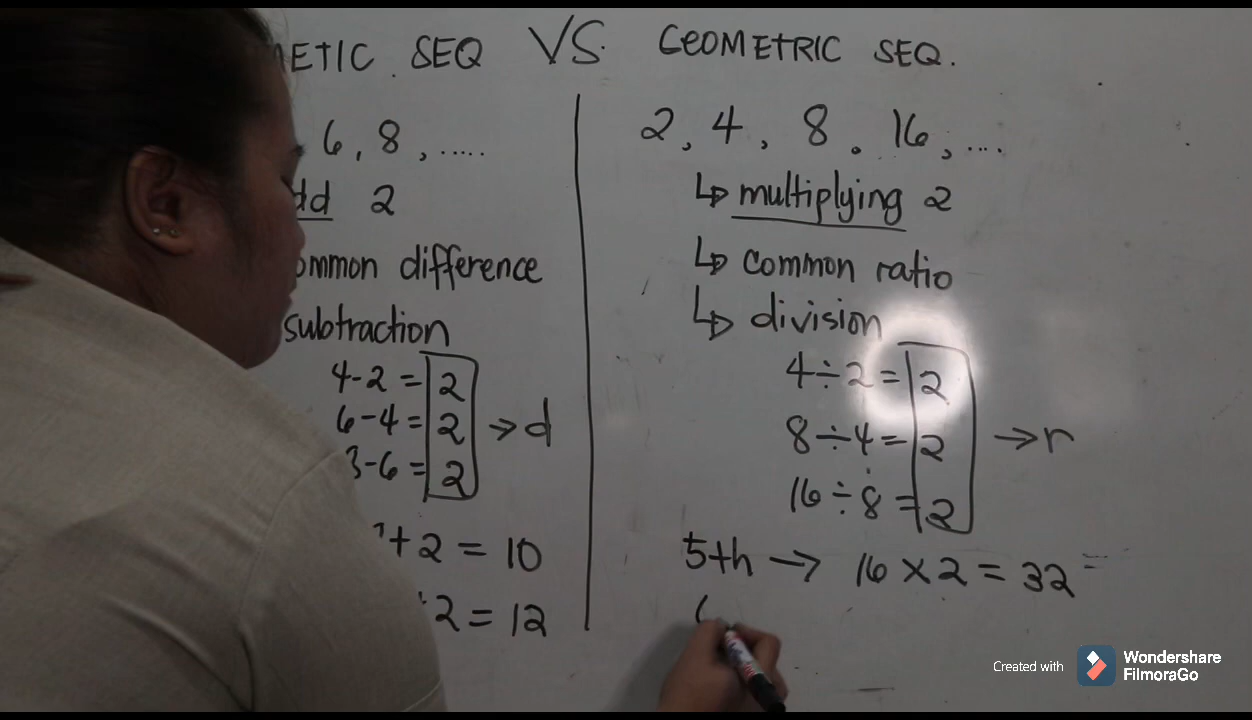 METIC SEQ VS. GEOMETRIC SEQ.
6, 8, .....
dd 2
ommon difference
subtraction
4-2 = 2
6-4 = 2
-6 = 2
→ d
+2 = 10
2 = 12
2, 4, 8, 16, ....
↳ multiplying 2
↳ common ratio
↳ division
4÷2 = 2
8÷4 = 2
16÷8 = 2
→ r
5th → 16 × 2 = 32
Created with Wondershare
FilmoraGo